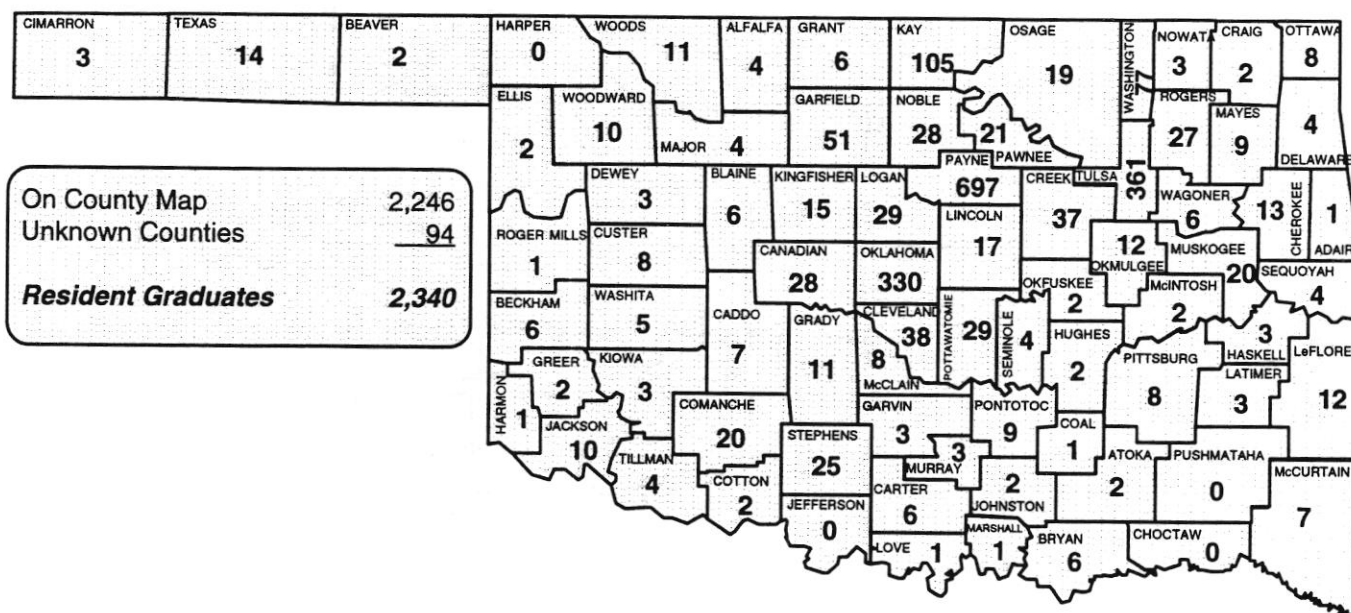 CIMARRON
3
TEXAS
14
BEAVER
2
HARPER
0
WOODS
11
ALFALFA
4
GRANT
6
KAY
105
OSAGE
19
WASHINGTON
77
NOWATA
3
CRAIG
2
OTTAWA
8
ELLIS
2
WOODWARD
10
MAJOR
4
GARFIELD
51
NOBLE
28
21
PAWNEE
ROGERS
27
MAYES
9
4
DELAWARE
On County Map 2,246
Unknown Counties 94
Resident Graduates 2,340
DEWEY
3
BLAINE
6
KINGFISHER
15
LOGAN
29
PAYNE
697
CREEK
37
TULSA
361
WAGONER
6
13
CHEROKEE
1
ADAIR
ROGER MILLS
1
CUSTER
8
CANADIAN
28
OKLAHOMA
330
LINCOLN
17
12
OKMULGEE
MUSKOGEE
20
SEQUOYAH
4
BECKHAM
6
WASHITA
5
CADDO
7
GRADY
11
CLEVELAND
38
8
McCLAIN
POTTAWATOMIE
29
SEMINOLE
4
OKFUSKEE
2
HUGHES
2
McINTOSH
2
PITTSBURG
8
3
HASKELL
LeFLORE
12
LATIMER
3
HARMON
1
GREER
2
KIOWA
3
JACKSON
10
COMANCHE
20
TILLMAN
4
COTTON
2
STEPHENS
25
JEFFERSON
0
GARVIN
3
3
MURRAY
PONTOTOC
9
COAL
1
ATOKA
2
PUSHMATAHA
0
McCURTAIN
7
CARTER
6
2
JOHNSTON
LOVE
1
MARSHALL
1
BRYAN
6
CHOCTAW
0